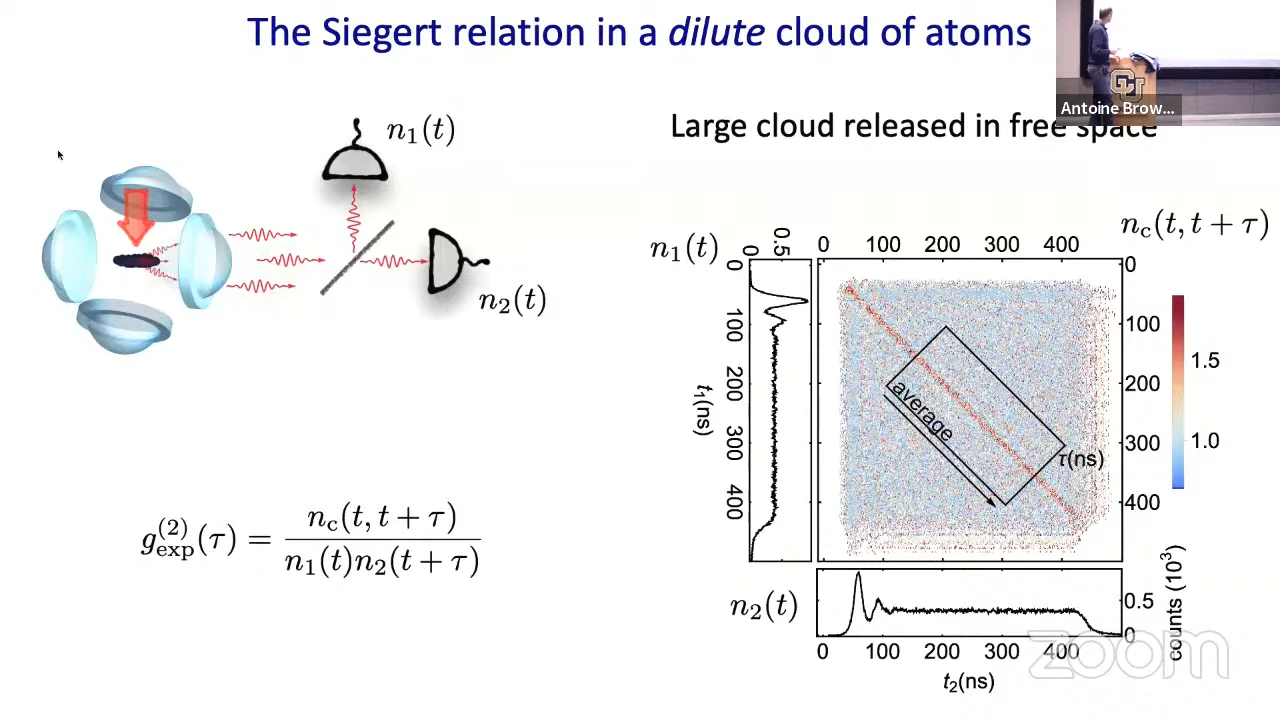 The Siegert relation in a dilute cloud of atoms
Antoine Brow...
Large cloud released in free space
n₁(t)
n₂(t)
n_c(t, t + τ)
n₁(t)
0 0.5
0 100 200 300 400
0 100 200 300 400
t₁(ns)
average
τ(ns)
0 100 200 300 400
1.5
1.0
g_exp^(2)(τ) = n_c(t, t + τ) / n₁(t)n₂(t + τ)
n₂(t)
0.5
0
counts (10³)
0 100 200 300 400
t₂(ns)
zoom